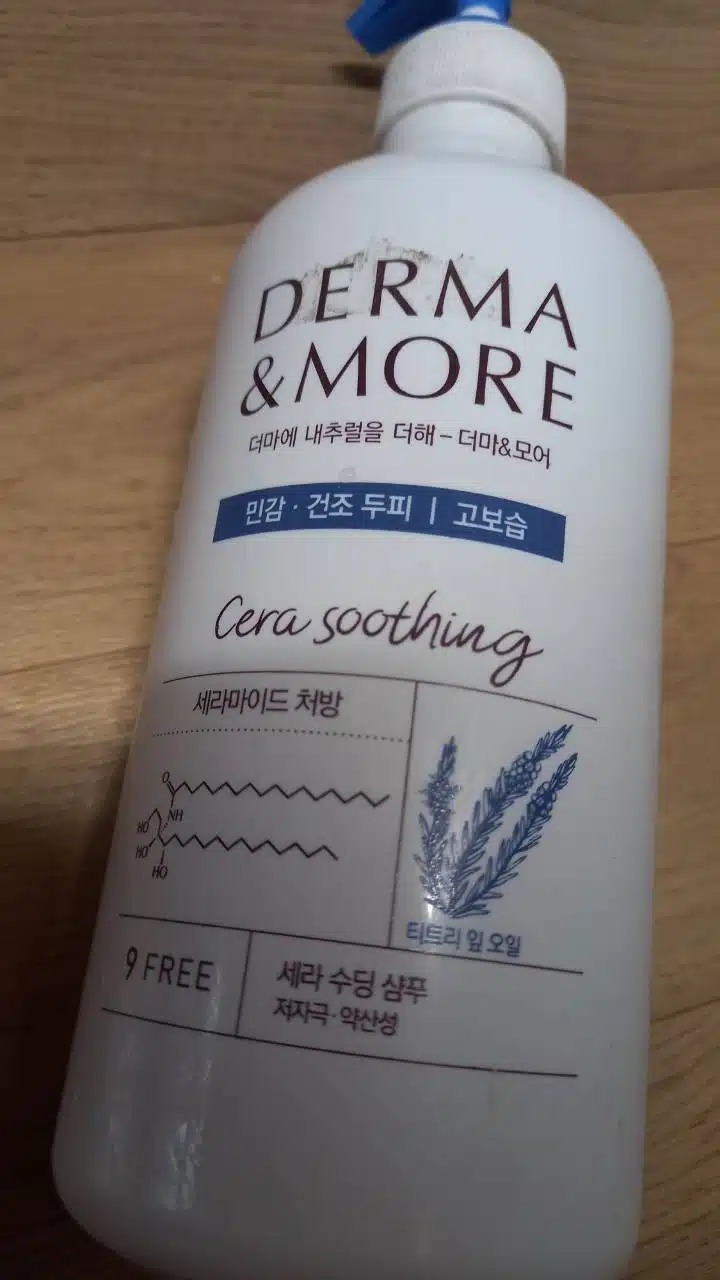 DERMA
&MORE
더마에 내추럴을 더해 – 더마&모어
민감 · 건조 두피 | 고보습
Cera soothing
세라마이드 처방
O
NH
HO
HO
HO
티트리 잎 오일
9 FREE
세라 수딩 샴푸
저자극·약산성